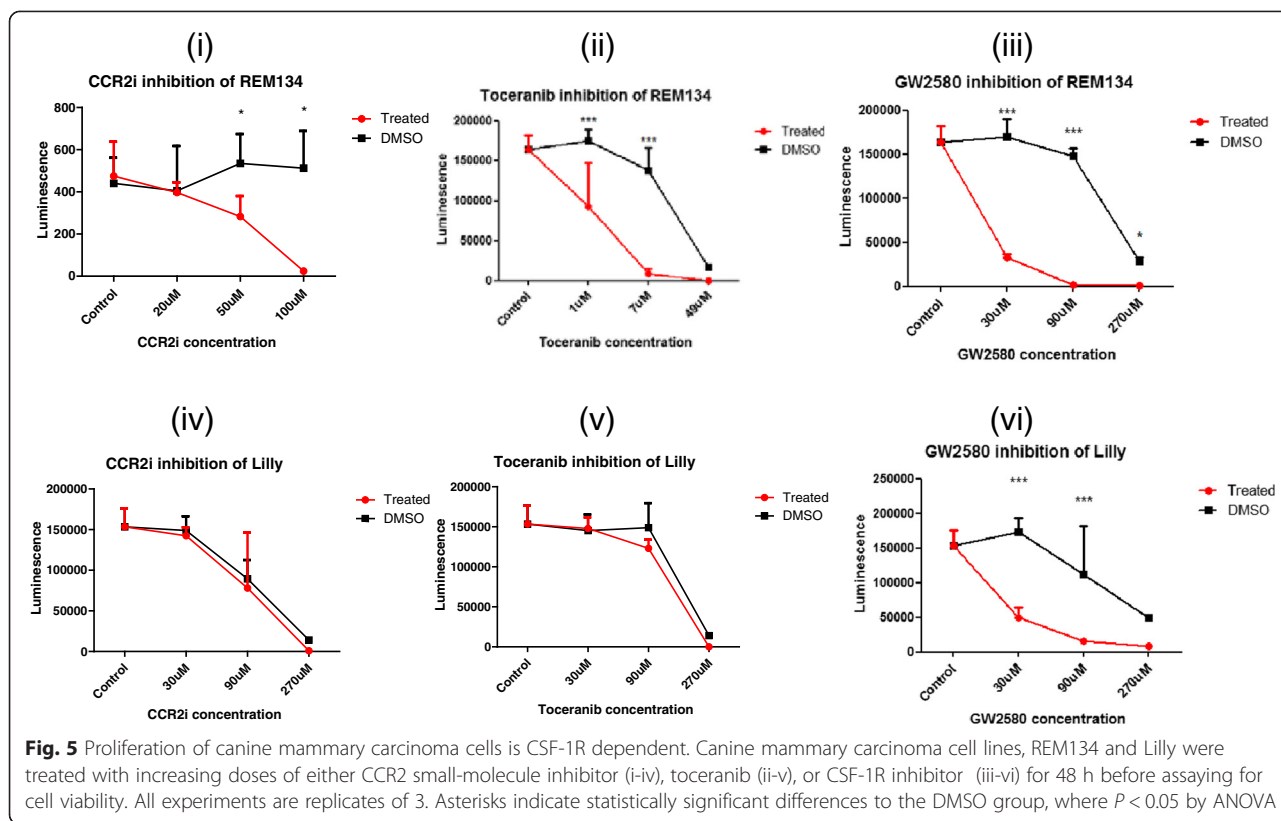 (i)
CCR2i inhibition of REM134
800
600
400
200
0
Luminescence
* *
Treated
DMSO
Control
20uM
50uM
100uM
CCR2i concentration
(ii)
Toceranib inhibition of REM134
200000
150000
100000
50000
0
Luminescence
*** ***
Treated
DMSO
Control
1uM
7uM
49uM
Toceranib concentration
(iii)
GW2580 inhibition of REM134
200000
150000
100000
50000
0
Luminescence
*** *** *
Treated
DMSO
Control
30uM
90uM
270uM
GW2580 concentration
(iv)
CCR2i inhibition of Lilly
200000
150000
100000
50000
0
Luminescence
Treated
DMSO
Control
30uM
90uM
270uM
CCR2i concentration
(v)
Toceranib inhibition of Lilly
200000
150000
100000
50000
0
Luminescence
Treated
DMSO
Control
30uM
90uM
270uM
Toceranib concentration
(vi)
GW2580 inhibition of Lilly
250000
200000
150000
100000
50000
0
Luminescence
*** ***
Treated
DMSO
Control
30uM
90uM
270uM
GW2580 concentration
Fig. 5 Proliferation of canine mammary carcinoma cells is CSF-1R dependent. Canine mammary carcinoma cell lines, REM134 and Lilly were
treated with increasing doses of either CCR2 small-molecule inhibitor (i-iv), toceranib (ii-v), or CSF-1R inhibitor (iii-vi) for 48 h before assaying for
cell viability. All experiments are replicates of 3. Asterisks indicate statistically significant differences to the DMSO group, where P < 0.05 by ANOVA